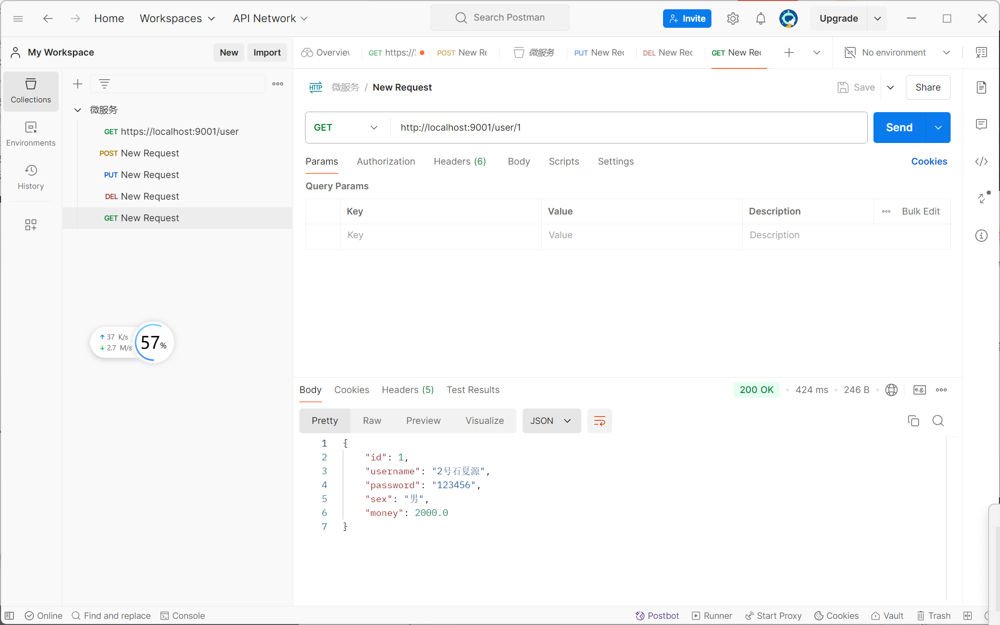 Home Workspaces API Network Search Postman Invite Upgrade
My Workspace New Import Overview GET https:// POST New Re 微服务 PUT New Rec DEL New Rec GET New Rec No environment
Collections
微服务 / New Request Save Share
微服务
GET http://localhost:9001/user/1 Send
GET https://localhost:9001/user
Environments
POST New Request
Params Authorization Headers (6) Body Scripts Settings Cookies
PUT New Request
History
Query Params
DEL New Request
Key Value Description Bulk Edit
GET New Request
Key Value Description
37 K/s
2.7 M/s
57%
Body Cookies Headers (5) Test Results 200 OK 424 ms 246 B e.g.
Pretty Raw Preview Visualize JSON
1 {
2 "id": 1,
3 "username": "2号石夏源",
4 "password": "123456",
5 "sex": "男",
6 "money": 2000.0
7 }
Online Find and replace Console Postbot Runner Start Proxy Cookies Vault Trash